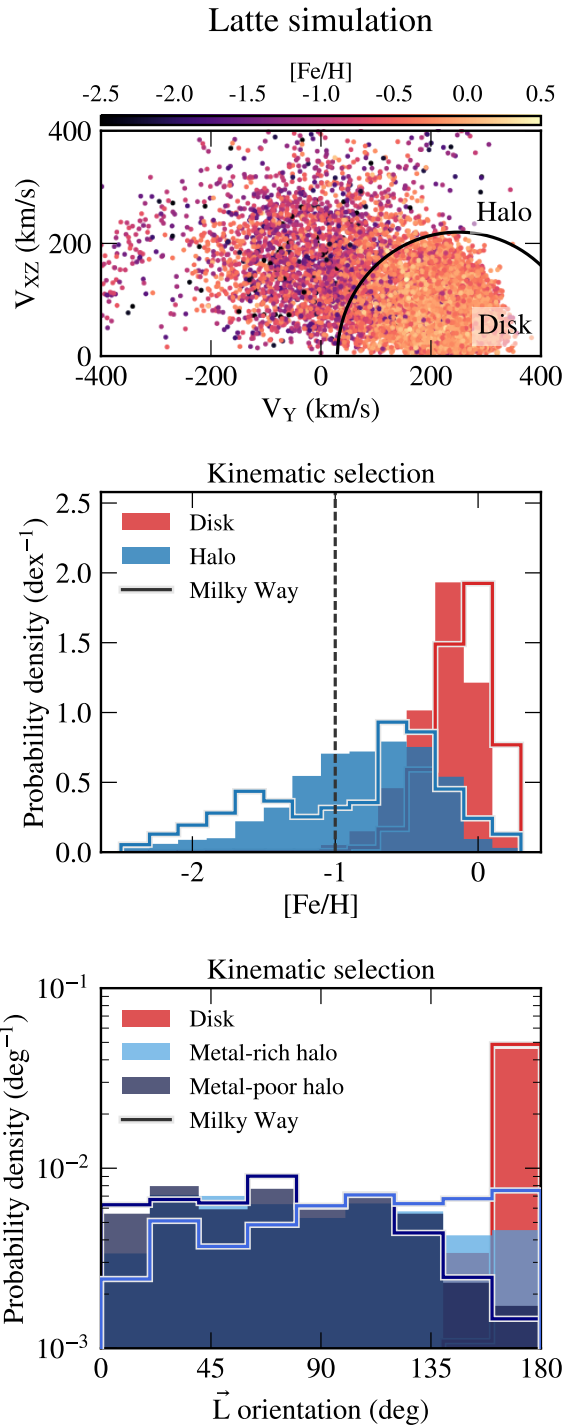 Latte simulation
[Fe/H]
-2.5 -2.0 -1.5 -1.0 -0.5 0.0 0.5
400
200
0
V_XZ (km/s)
Halo
Disk
-400 -200 0 200 400
V_Y (km/s)
Kinematic selection
2.5
2.0
1.5
1.0
0.5
0.0
Probability density (dex⁻¹)
Disk
Halo
Milky Way
-2 -1 0
[Fe/H]
Kinematic selection
10⁻¹
10⁻²
10⁻³
Probability density (deg⁻¹)
Disk
Metal-rich halo
Metal-poor halo
Milky Way
0 45 90 135 180
L⃗ orientation (deg)